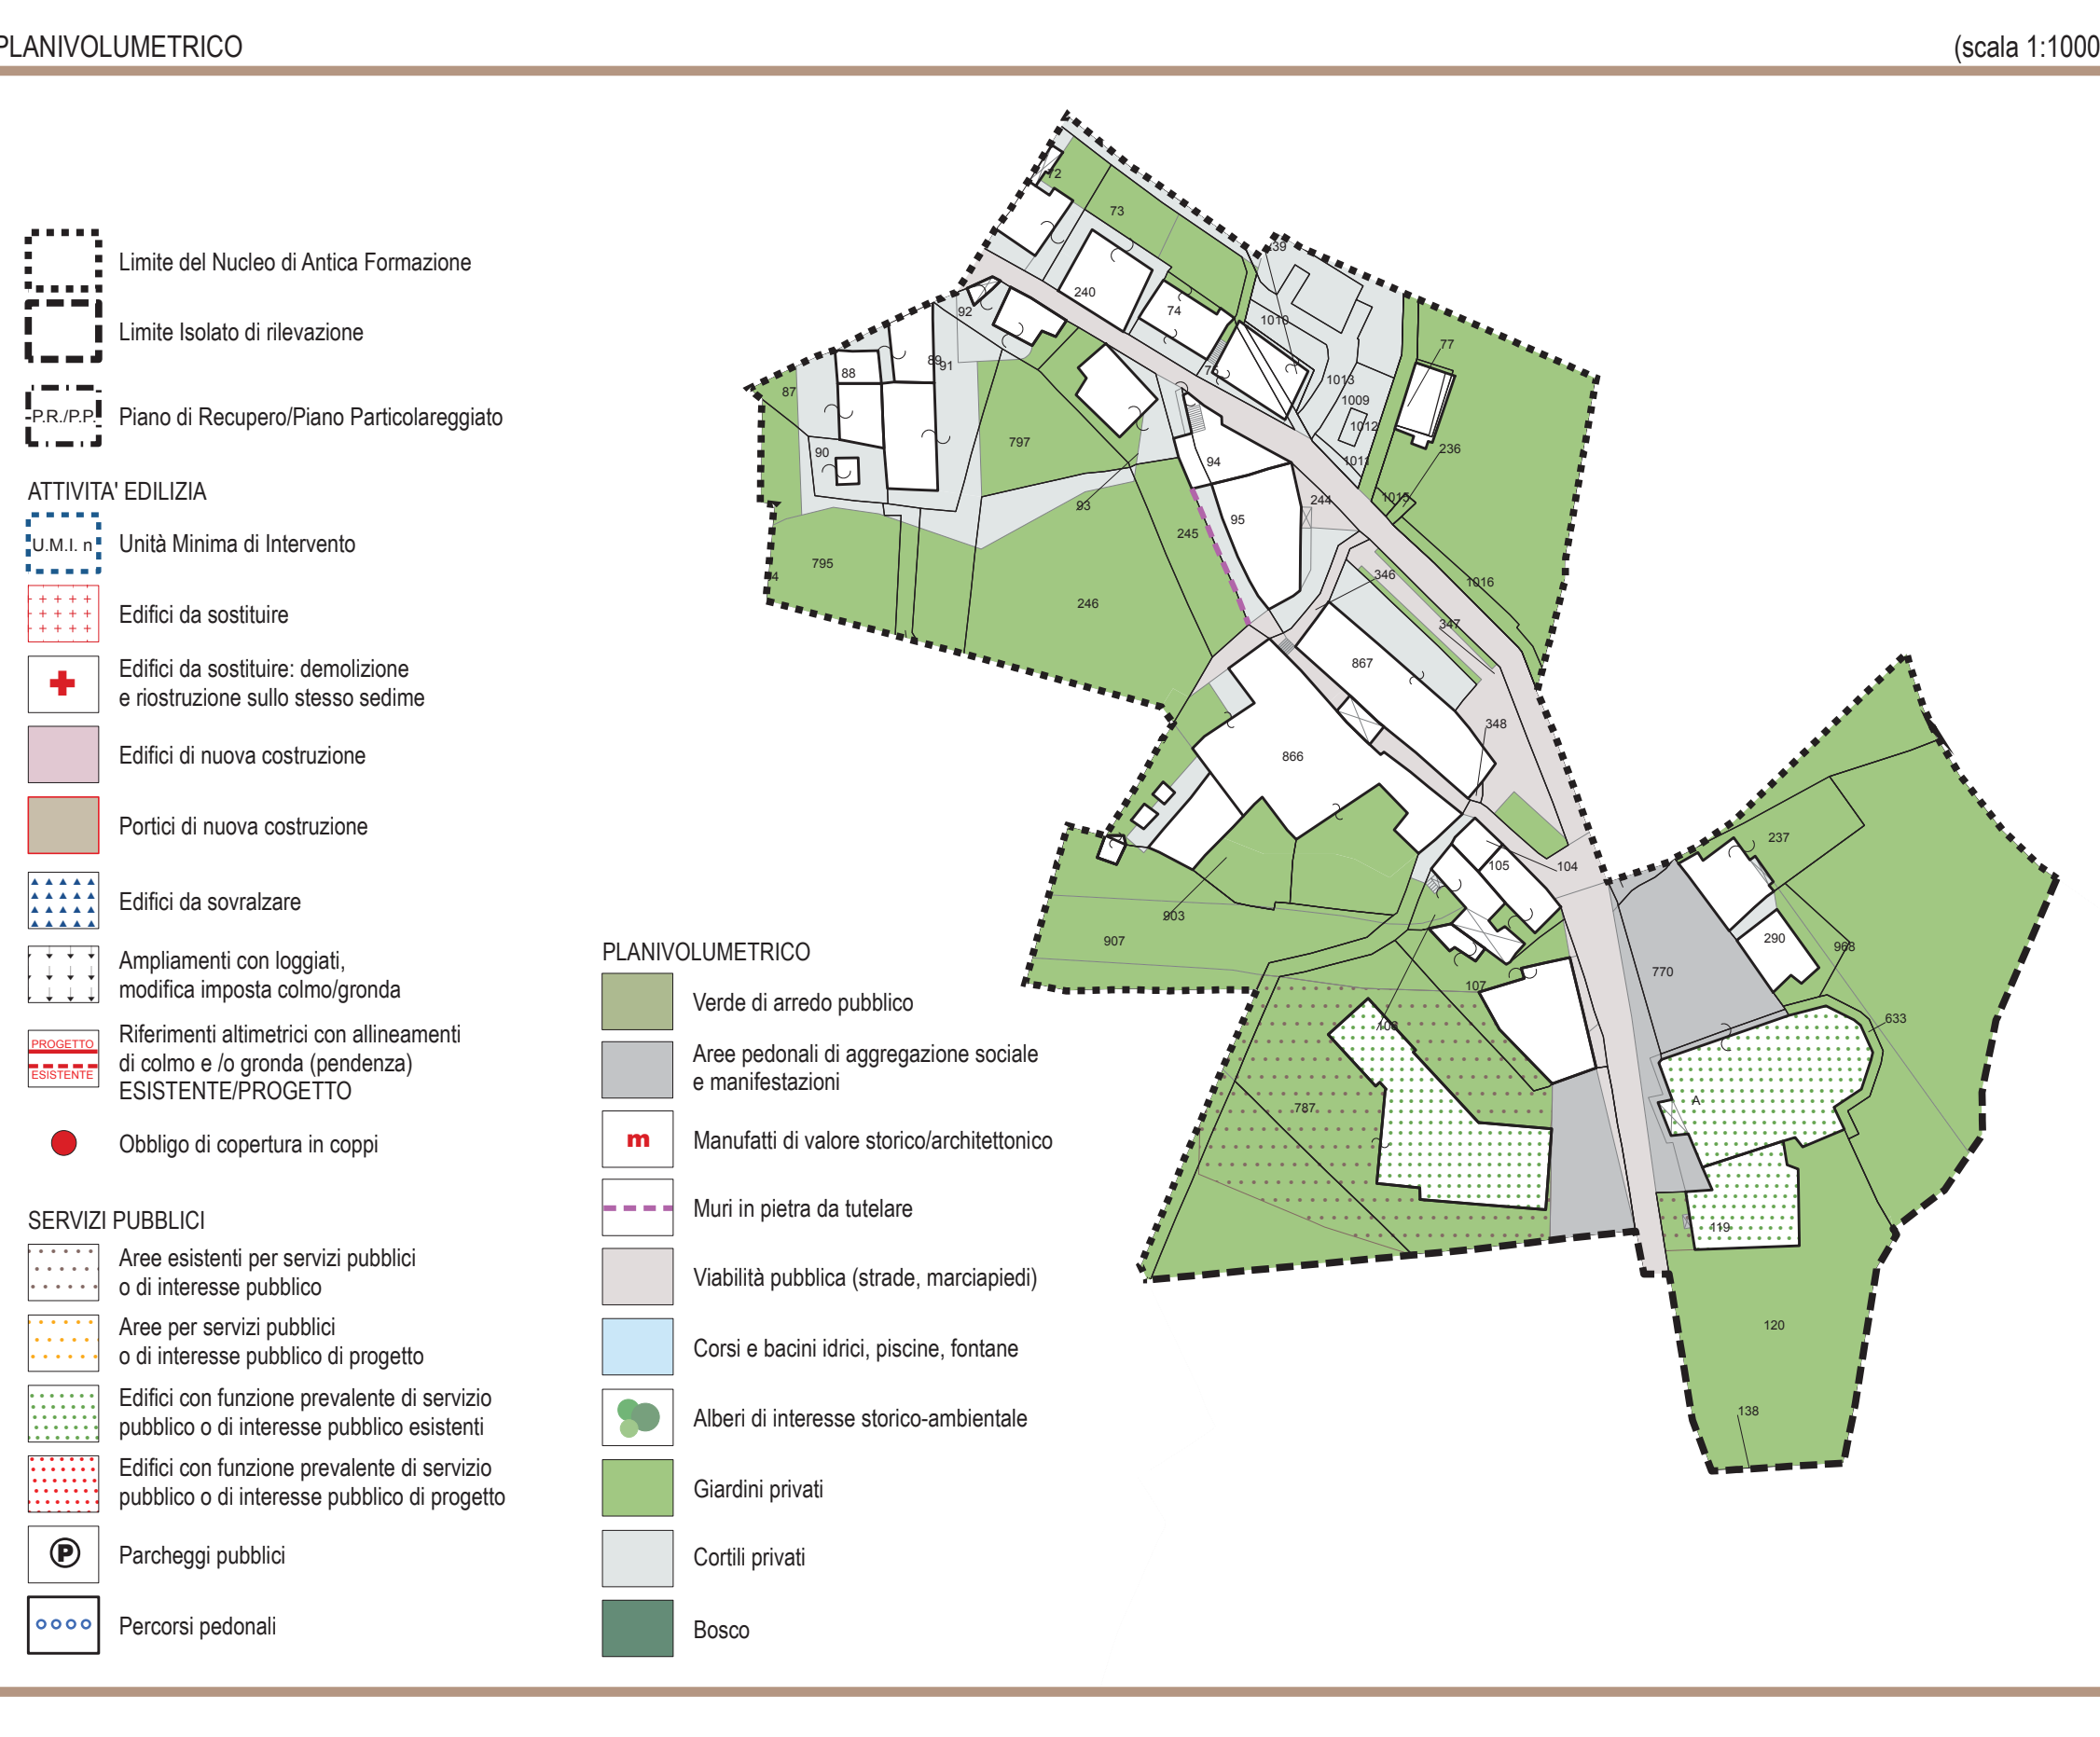 PLANIVOLUMETRICO
(scala 1:1000
Limite del Nucleo di Antica Formazione
Limite Isolato di rilevazione
P.R./P.P.
Piano di Recupero/Piano Particolareggiato
ATTIVITA' EDILIZIA
U.M.I. n
Unità Minima di Intervento
Edifici da sostituire
Edifici da sostituire: demolizione
e riostruzione sullo stesso sedime
Edifici di nuova costruzione
Portici di nuova costruzione
Edifici da sovralzare
Ampliamenti con loggiati,
modifica imposta colmo/gronda
PROGETTO
ESISTENTE
Riferimenti altimetrici con allineamenti
di colmo e /o gronda (pendenza)
ESISTENTE/PROGETTO
Obbligo di copertura in coppi
SERVIZI PUBBLICI
Aree esistenti per servizi pubblici
o di interesse pubblico
Aree per servizi pubblici
o di interesse pubblico di progetto
Edifici con funzione prevalente di servizio
pubblico o di interesse pubblico esistenti
Edifici con funzione prevalente di servizio
pubblico o di interesse pubblico di progetto
P
Parcheggi pubblici
Percorsi pedonali
PLANIVOLUMETRICO
Verde di arredo pubblico
Aree pedonali di aggregazione sociale
e manifestazioni
m
Manufatti di valore storico/architettonico
Muri in pietra da tutelare
Viabilità pubblica (strade, marciapiedi)
Corsi e bacini idrici, piscine, fontane
Alberi di interesse storico-ambientale
Giardini privati
Cortili privati
Bosco
72
73
240
74
92
1010
77
88
89
91
87
1013
1009
1012
90
797
94
1011
236
93
95
244
1015
245
795
246
346
1016
347
867
348
866
237
105
104
903
907
290
968
770
107
633
787
A
119
120
138